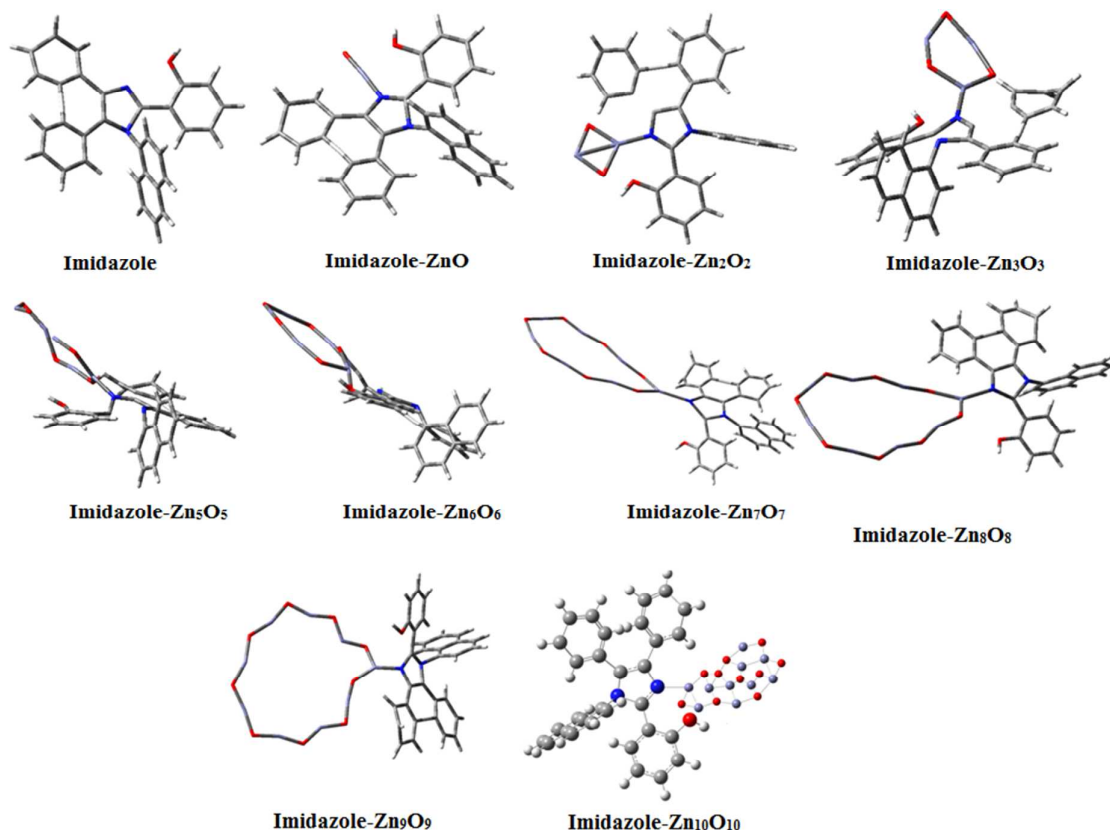 Imidazole
Imidazole-ZnO
Imidazole-Zn₂O₂
Imidazole-Zn₃O₃
Imidazole-Zn₅O₅
Imidazole-Zn₆O₆
Imidazole-Zn₇O₇
Imidazole-Zn₈O₈
Imidazole-Zn₉O₉
Imidazole-Zn₁₀O₁₀